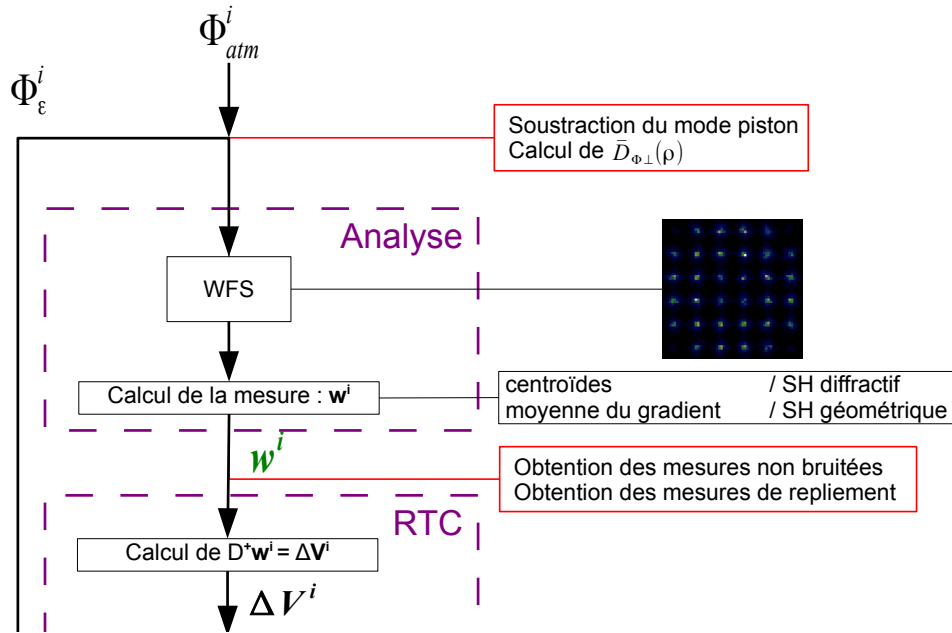 Φ^i_atm
Φ^i_ε
Soustraction du mode piston
Calcul de D̄_Φ⊥(ρ)
Analyse
WFS
Calcul de la mesure : w^i
centroïdes / SH diffractif
moyenne du gradient / SH géométrique
w^i
Obtention des mesures non bruitées
Obtention des mesures de repliement
RTC
Calcul de D⁺w^i = ΔV^i
ΔV^i